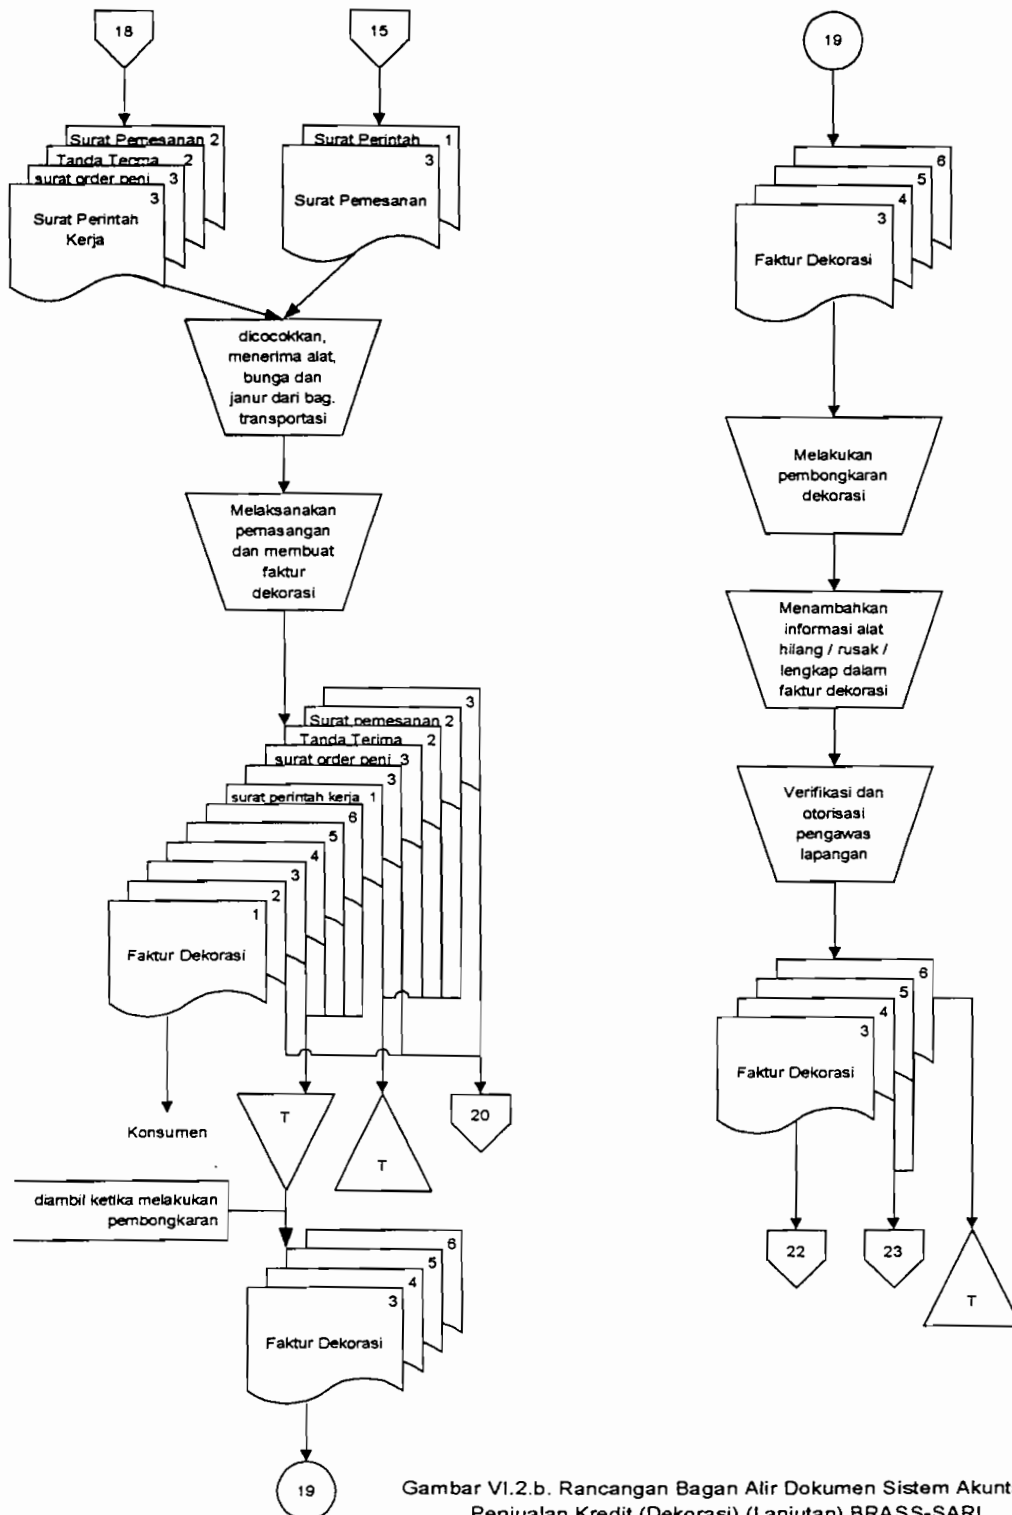 18
15
Surat Pemesanan 2
Tanda Terma 2
surat order peni 3
3
Surat Perintah
Kerja
Surat Perintah 1
3
Surat Pemesanan
dicocokkan,
menerima alat,
bunga dan
janur dari bag.
transportasi
Melaksanakan
pemasangan
dan membuat
faktur
dekorasi
3
Surat pemesanan 2
Tanda Terima 2
surat order peni 3
3
surat perintah kerja 1
6
5
4
3
2
1
Faktur Dekorasi
Konsumen
T
T
20
diambil ketika melakukan
pembongkaran
6
5
4
3
Faktur Dekorasi
19
19
6
5
4
3
Faktur Dekorasi
Melakukan
pembongkaran
dekorasi
Menambahkan
informasi alat
hilang / rusak /
lengkap dalam
faktur dekorasi
Verifikasi dan
otorisasi
pengawas
lapangan
6
5
4
3
Faktur Dekorasi
22
23
T
Gambar VI.2.b. Rancangan Bagan Alir Dokumen Sistem Akunt
Penjualan Kredit (Dekorasi) (Lanjutan) BRASS-SARI